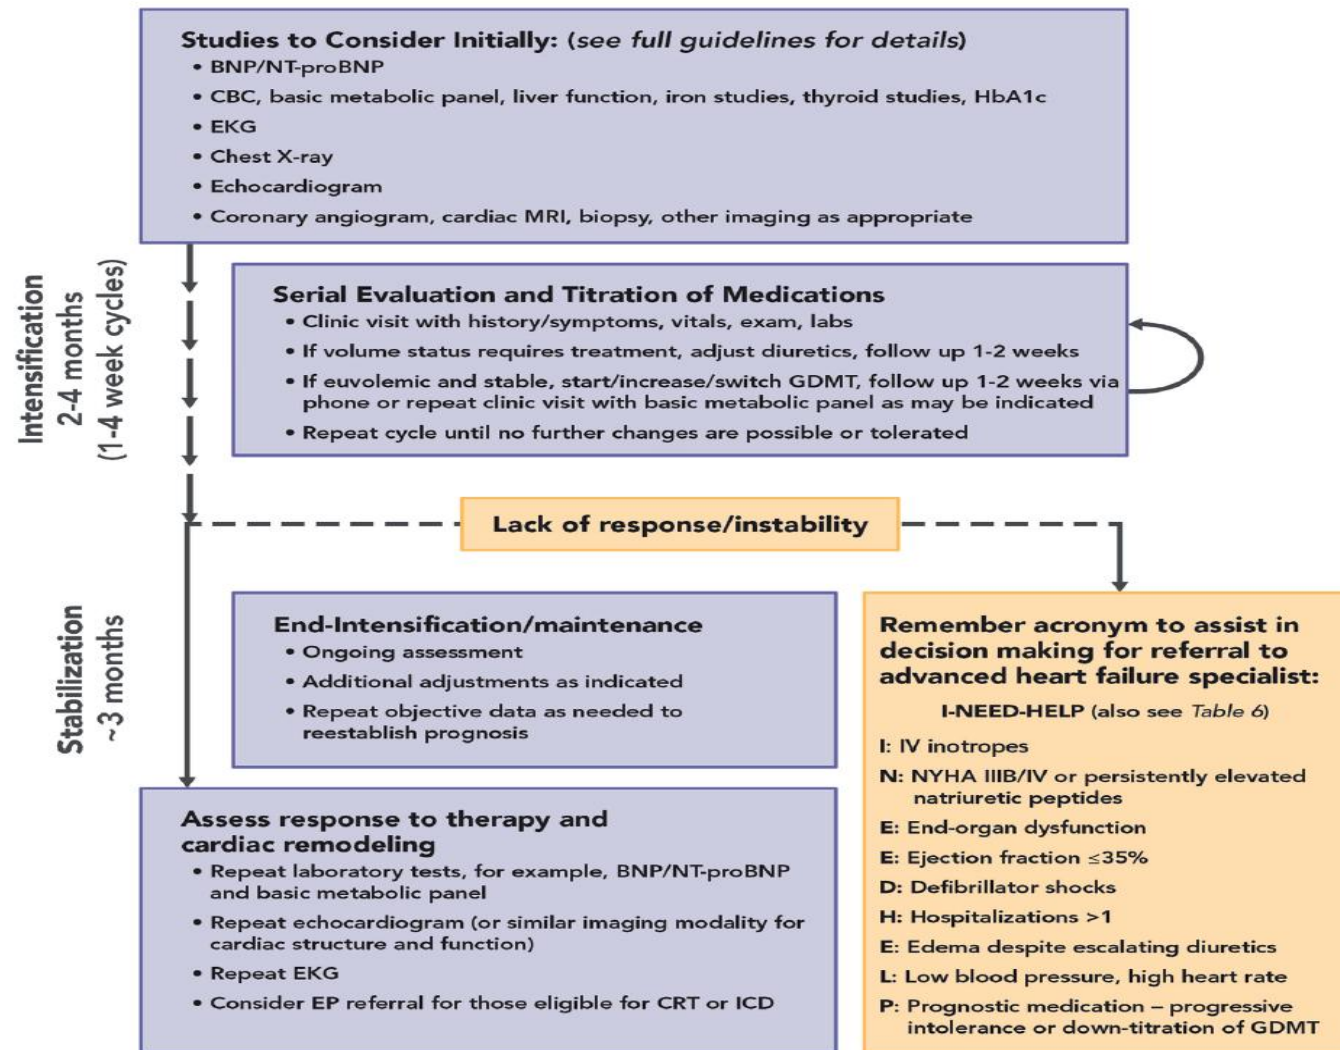 Studies to Consider Initially: (see full guidelines for details)
• BNP/NT-proBNP
• CBC, basic metabolic panel, liver function, iron studies, thyroid studies, HbA1c
• EKG
• Chest X-ray
• Echocardiogram
• Coronary angiogram, cardiac MRI, biopsy, other imaging as appropriate
Intensification
2-4 months
(1-4 week cycles)
Serial Evaluation and Titration of Medications
• Clinic visit with history/symptoms, vitals, exam, labs
• If volume status requires treatment, adjust diuretics, follow up 1-2 weeks
• If euvolemic and stable, start/increase/switch GDMT, follow up 1-2 weeks via
phone or repeat clinic visit with basic metabolic panel as may be indicated
• Repeat cycle until no further changes are possible or tolerated
Lack of response/instability
Stabilization
~3 months
End-Intensification/maintenance
• Ongoing assessment
• Additional adjustments as indicated
• Repeat objective data as needed to
reestablish prognosis
Assess response to therapy and
cardiac remodeling
• Repeat laboratory tests, for example, BNP/NT-proBNP
and basic metabolic panel
• Repeat echocardiogram (or similar imaging modality for
cardiac structure and function)
• Repeat EKG
• Consider EP referral for those eligible for CRT or ICD
Remember acronym to assist in
decision making for referral to
advanced heart failure specialist:
I-NEED-HELP (also see Table 6)
I: IV inotropes
N: NYHA IIIB/IV or persistently elevated
natriuretic peptides
E: End-organ dysfunction
E: Ejection fraction ≤35%
D: Defibrillator shocks
H: Hospitalizations >1
E: Edema despite escalating diuretics
L: Low blood pressure, high heart rate
P: Prognostic medication – progressive
intolerance or down-titration of GDMT